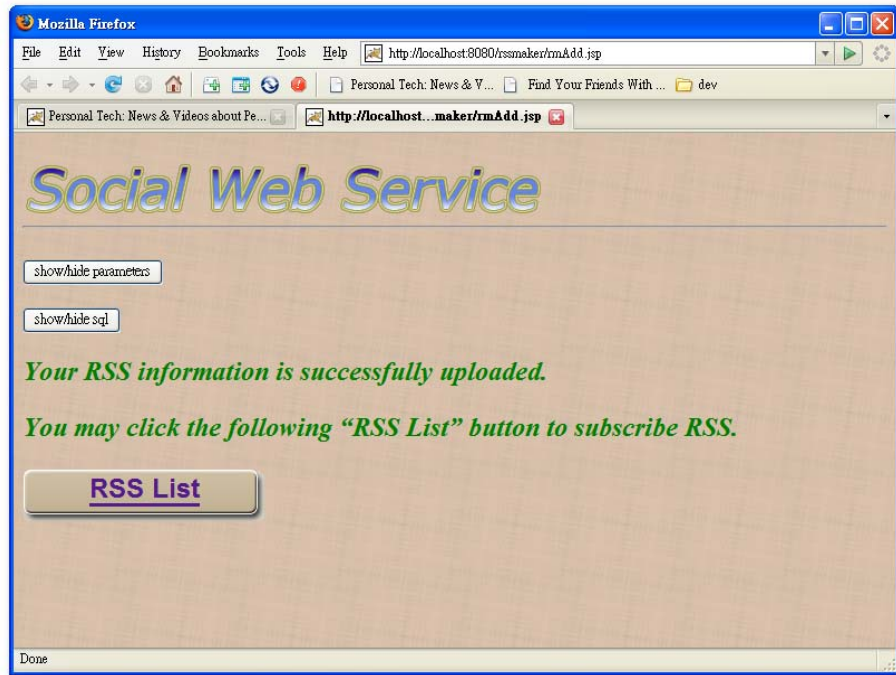 Mozilla Firefox
File Edit View History Bookmarks Tools Help http://localhost:8080/rssmaker/rmAdd.jsp
Personal Tech: News & V... Find Your Friends With ... dev
Personal Tech: News & Videos about Pe... http://localhost...maker/rmAdd.jsp
Social Web Service
show/hide parameters
show/hide sql
Your RSS information is successfully uploaded.
You may click the following “RSS List” button to subscribe RSS.
RSS List
Done